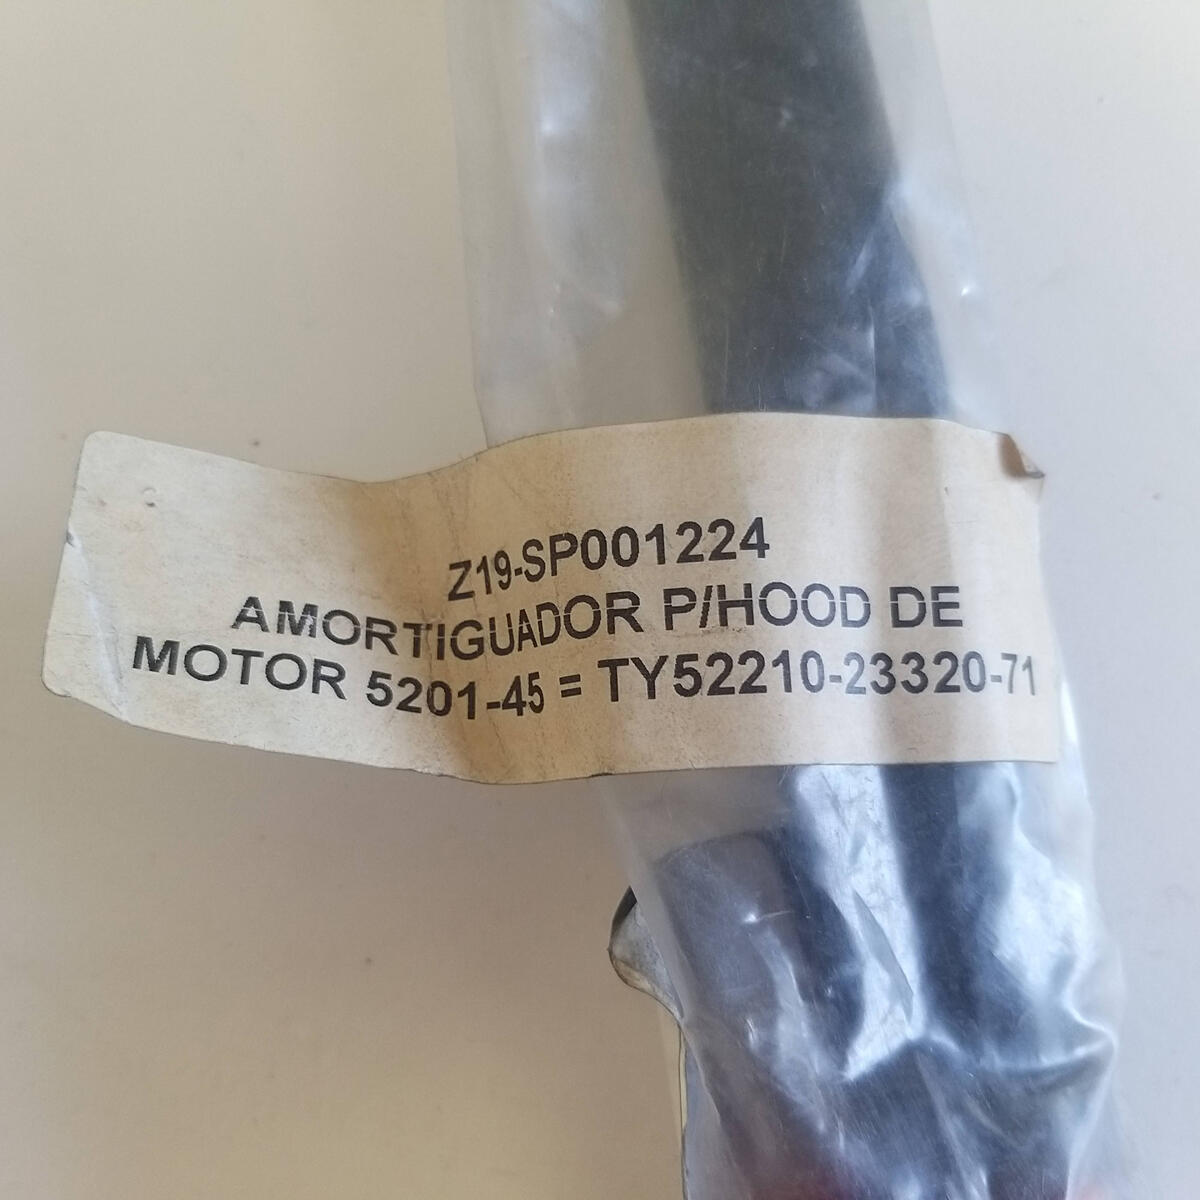 Z19-SP001224
AMORTIGUADOR P/HOOD DE
MOTOR 5201-45 = TY52210-23320-71